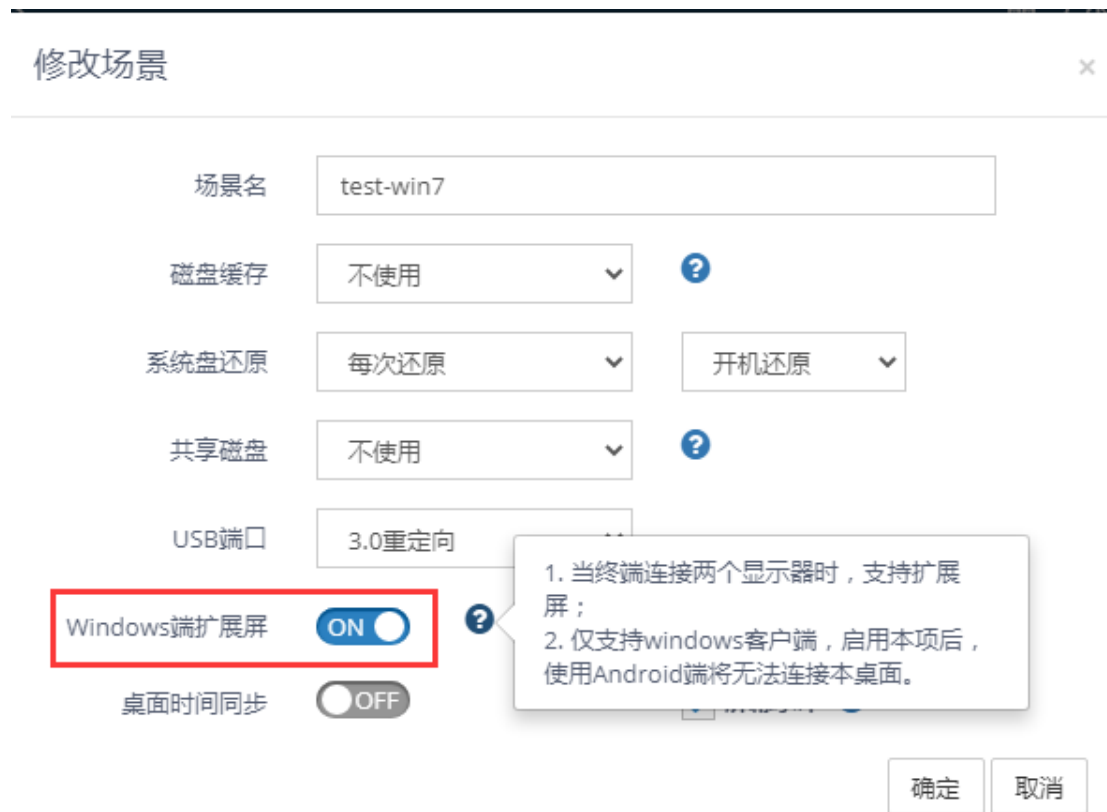 修改场景
×
场景名 test-win7
磁盘缓存 不使用
系统盘还原 每次还原 开机还原
共享磁盘 不使用
USB端口 3.0重定向
1. 当终端连接两个显示器时，支持扩展
屏；
Windows端扩展屏 ON
2. 仅支持windows客户端，启用本项后，
使用Android端将无法连接本桌面。
桌面时间同步 OFF
确定 取消